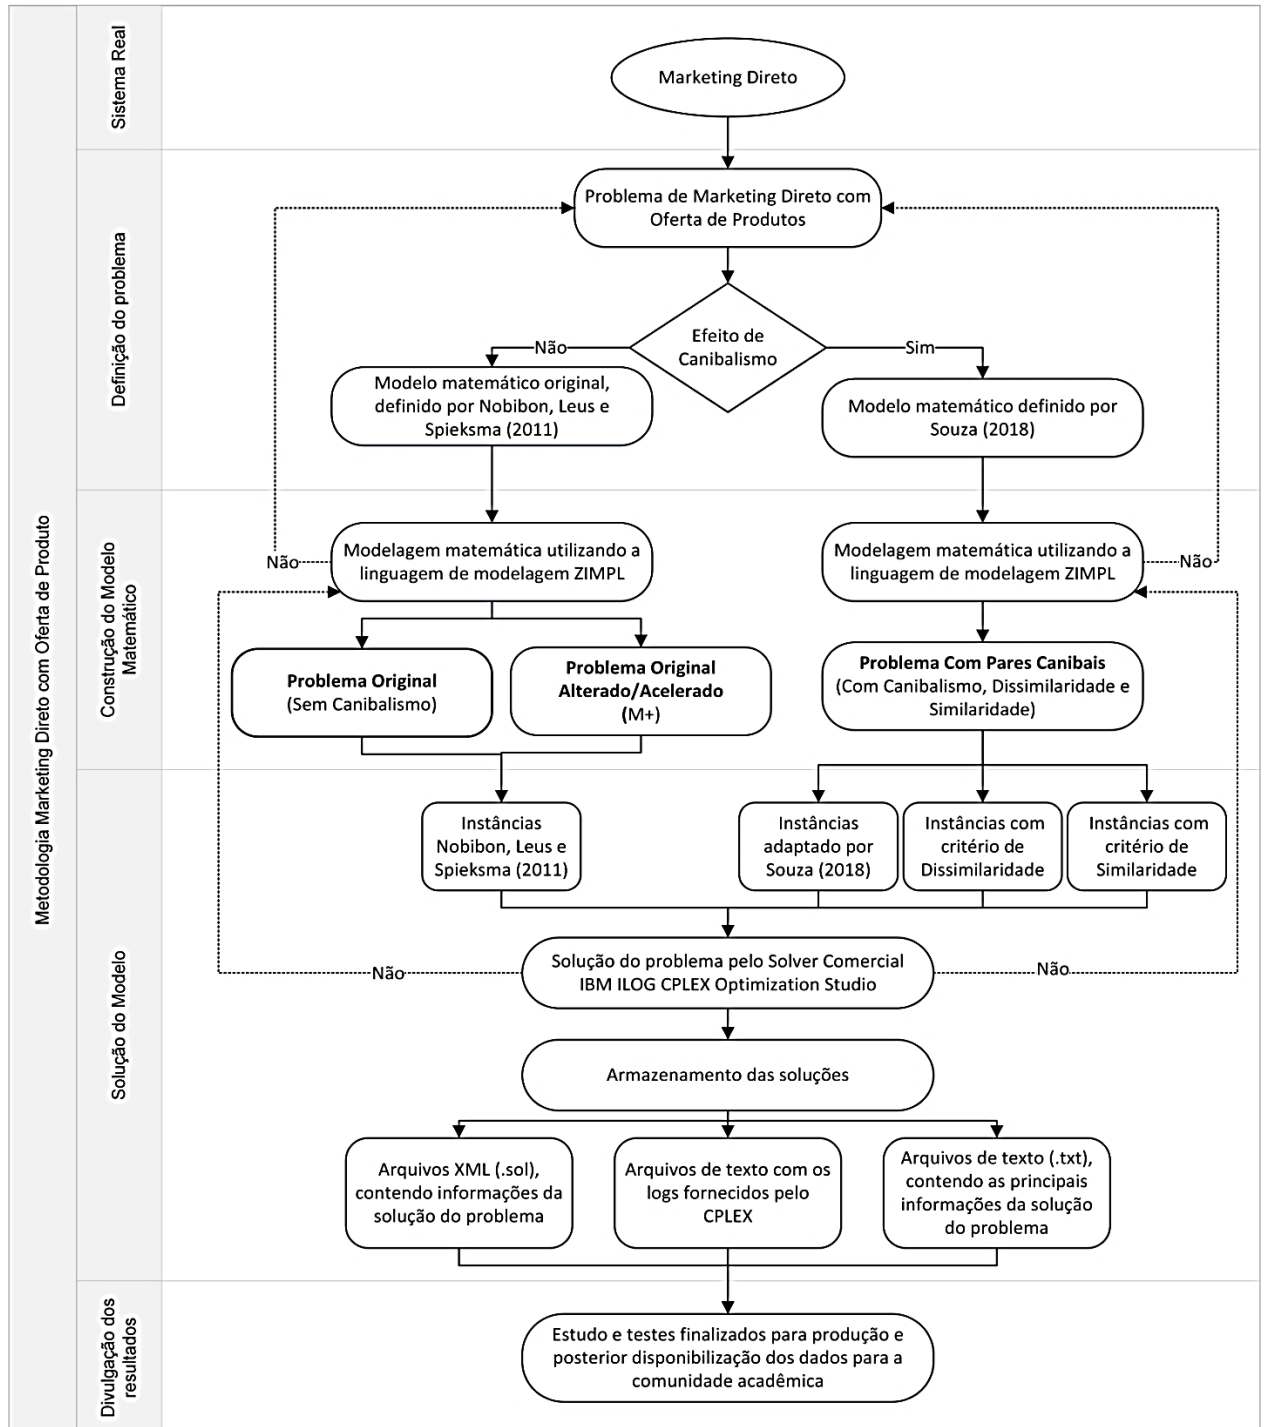 Metodologia Marketing Direto com Oferta de Produto
Sistema Real
Marketing Direto
Definição do problema
Problema de Marketing Direto com
Oferta de Produtos
Efeito de
Canibalismo
Não
Sim
Modelo matemático original,
definido por Nobibon, Leus e
Spieksma (2011)
Modelo matemático definido por
Souza (2018)
Construção do Modelo
Matemático
Modelagem matemática utilizando a
linguagem de modelagem ZIMPL
Não
Modelagem matemática utilizando a
linguagem de modelagem ZIMPL
Não
Problema Original
(Sem Canibalismo)
Problema Original
Alterado/Acelerado
(M+)
Problema Com Pares Canibais
(Com Canibalismo, Dissimilaridade e
Similaridade)
Solução do Modelo
Instâncias
Nobibon, Leus e
Spieksma (2011)
Instâncias
adaptado por
Souza (2018)
Instâncias com
critério de
Dissimilaridade
Instâncias com
critério de
Similaridade
Solução do problema pelo Solver Comercial
IBM ILOG CPLEX Optimization Studio
Não
Não
Armazenamento das soluções
Arquivos XML (.sol),
contendo informações da
solução do problema
Arquivos de texto com os
logs fornecidos pelo
CPLEX
Arquivos de texto (.txt),
contendo as principais
informações da solução
do problema
Divulgação dos
resultados
Estudo e testes finalizados para produção e
posterior disponibilização dos dados para a
comunidade acadêmica